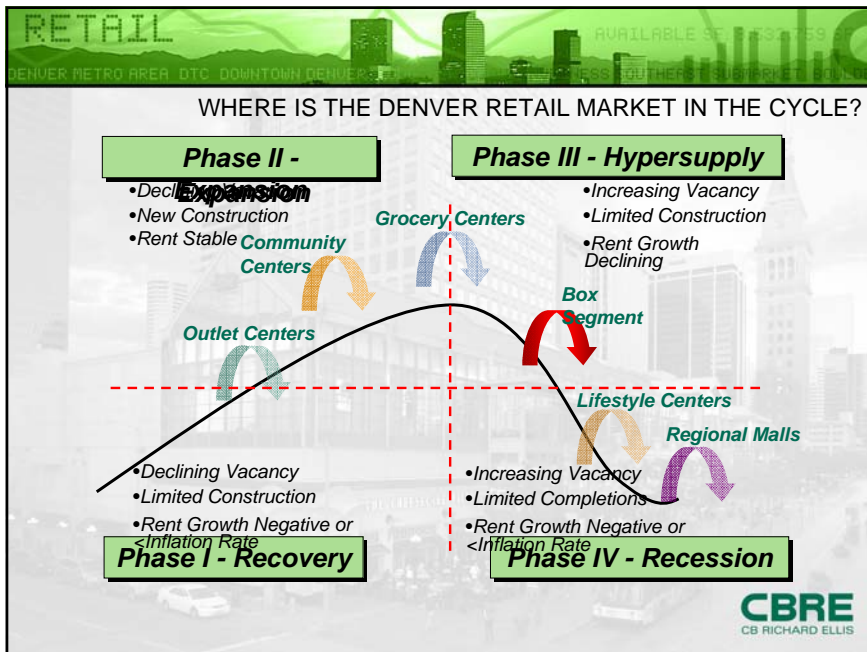 RETAIL
AVAILABLE SF
DENVER METRO AREA DTC DOWNTOWN DENVER
SOUTHEAST SUBMARKET
WHERE IS THE DENVER RETAIL MARKET IN THE CYCLE?
Phase II -
Expansion
•New Construction
•Rent Stable
Phase III - Hypersupply
•Increasing Vacancy
•Limited Construction
•Rent Growth
Declining
Grocery Centers
Community
Centers
Outlet Centers
Box
Segment
Lifestyle Centers
Regional Malls
•Declining Vacancy
•Limited Construction
•Rent Growth Negative or
<Inflation Rate
Phase I - Recovery
•Increasing Vacancy
•Limited Completions
•Rent Growth Negative or
<Inflation Rate
Phase IV - Recession
CBRE
CB RICHARD ELLIS